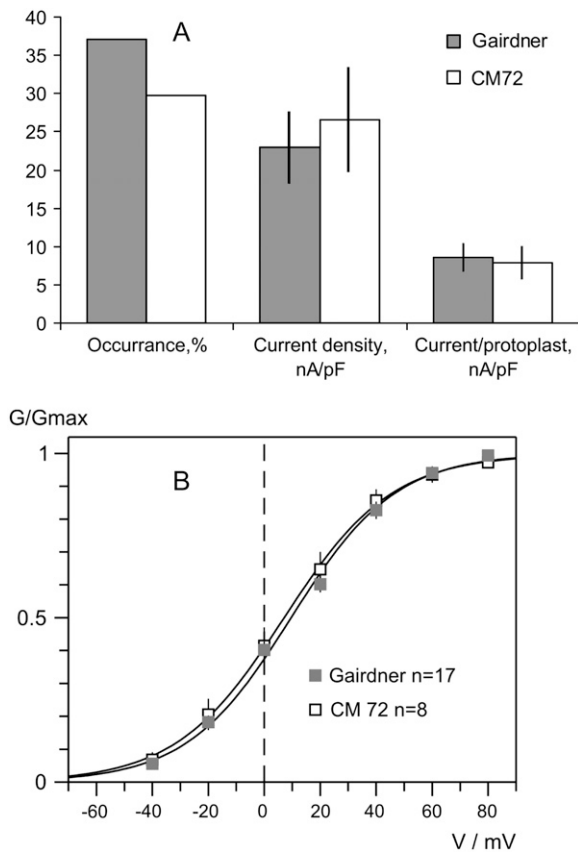 40
35
30
25
20
15
10
5
0
A
Gairdner
CM72
Occurrance,%
Current density,
nA/pF
Current/protoplast,
nA/pF
G/Gmax
1
0.5
0
B
Gairdner n=17
CM 72 n=8
-60 -40 -20 0 20 40 60 80
V / mV